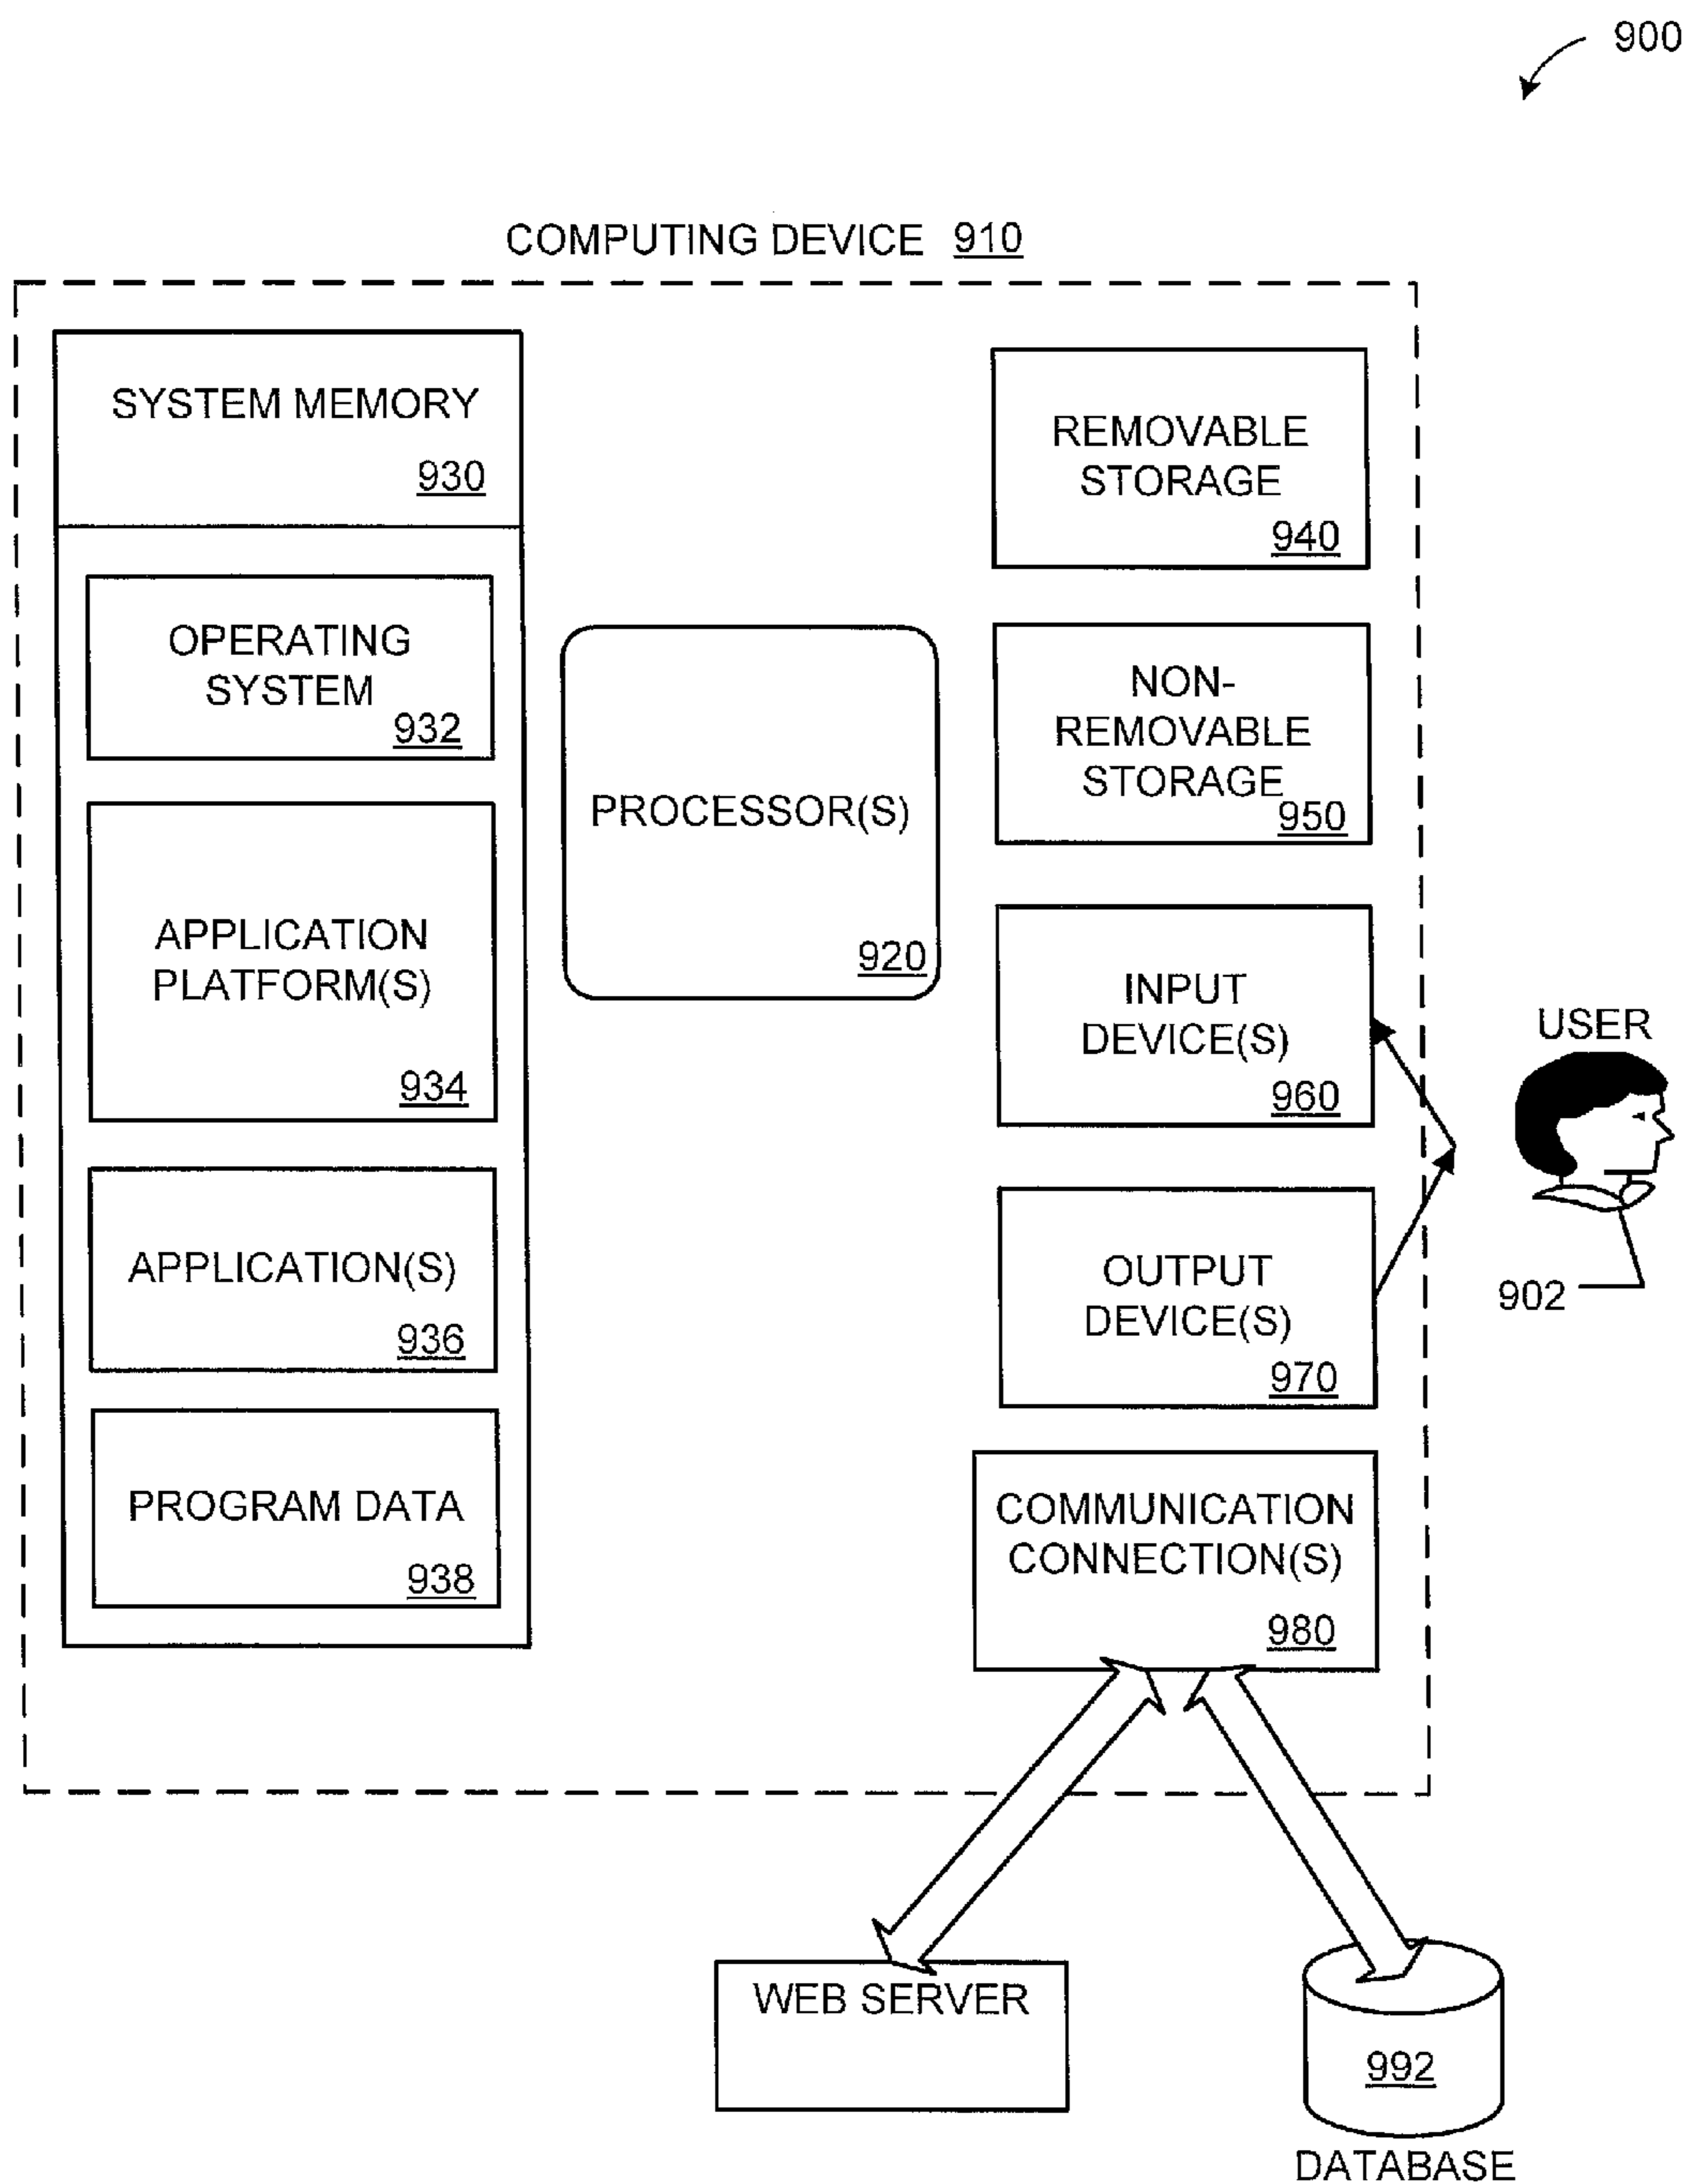 900
COMPUTING DEVICE 910
SYSTEM MEMORY
930
OPERATING
SYSTEM
932
APPLICATION
PLATFORM(S)
934
APPLICATION(S)
936
PROGRAM DATA
938
PROCESSOR(S)
920
REMOVABLE
STORAGE
940
NON-
REMOVABLE
STORAGE
950
INPUT
DEVICE(S)
960
OUTPUT
DEVICE(S)
970
COMMUNICATION
CONNECTION(S)
980
USER
902
WEB SERVER
992
DATABASE